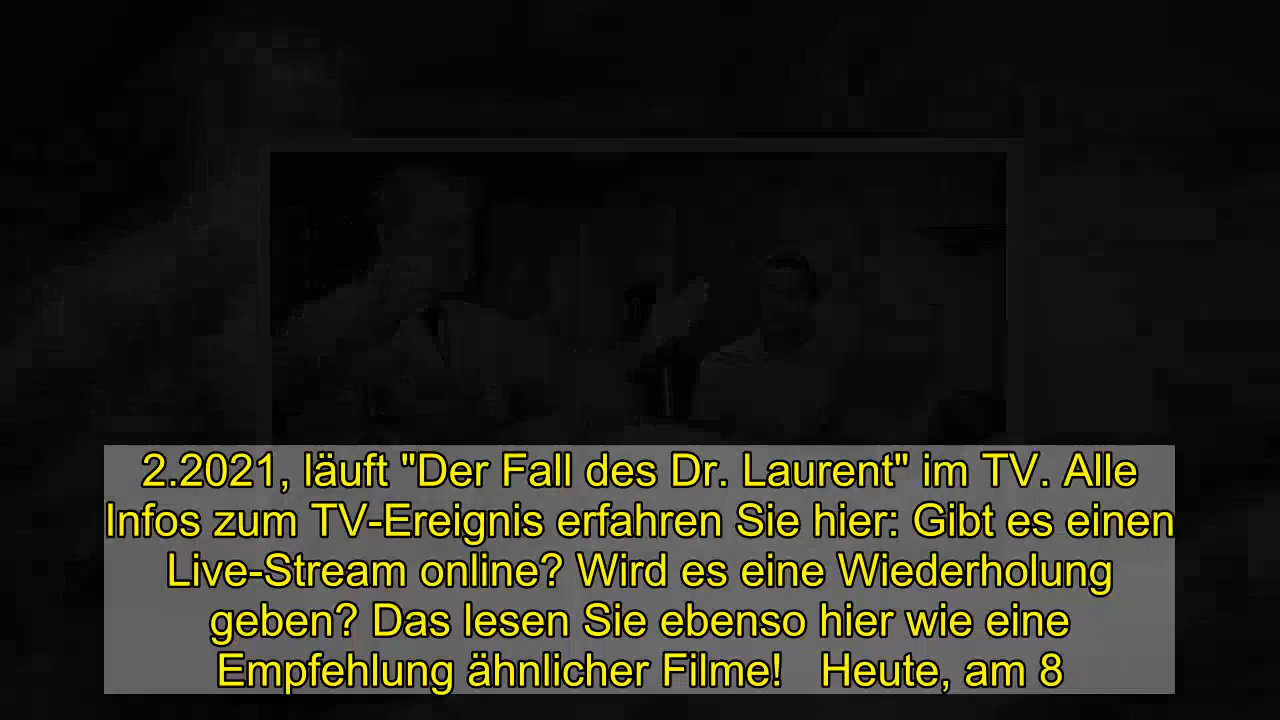 2.2021, läuft "Der Fall des Dr. Laurent" im TV. Alle
Infos zum TV-Ereignis erfahren Sie hier: Gibt es einen
Live-Stream online? Wird es eine Wiederholung
geben? Das lesen Sie ebenso hier wie eine
Empfehlung ähnlicher Filme!   Heute, am 8